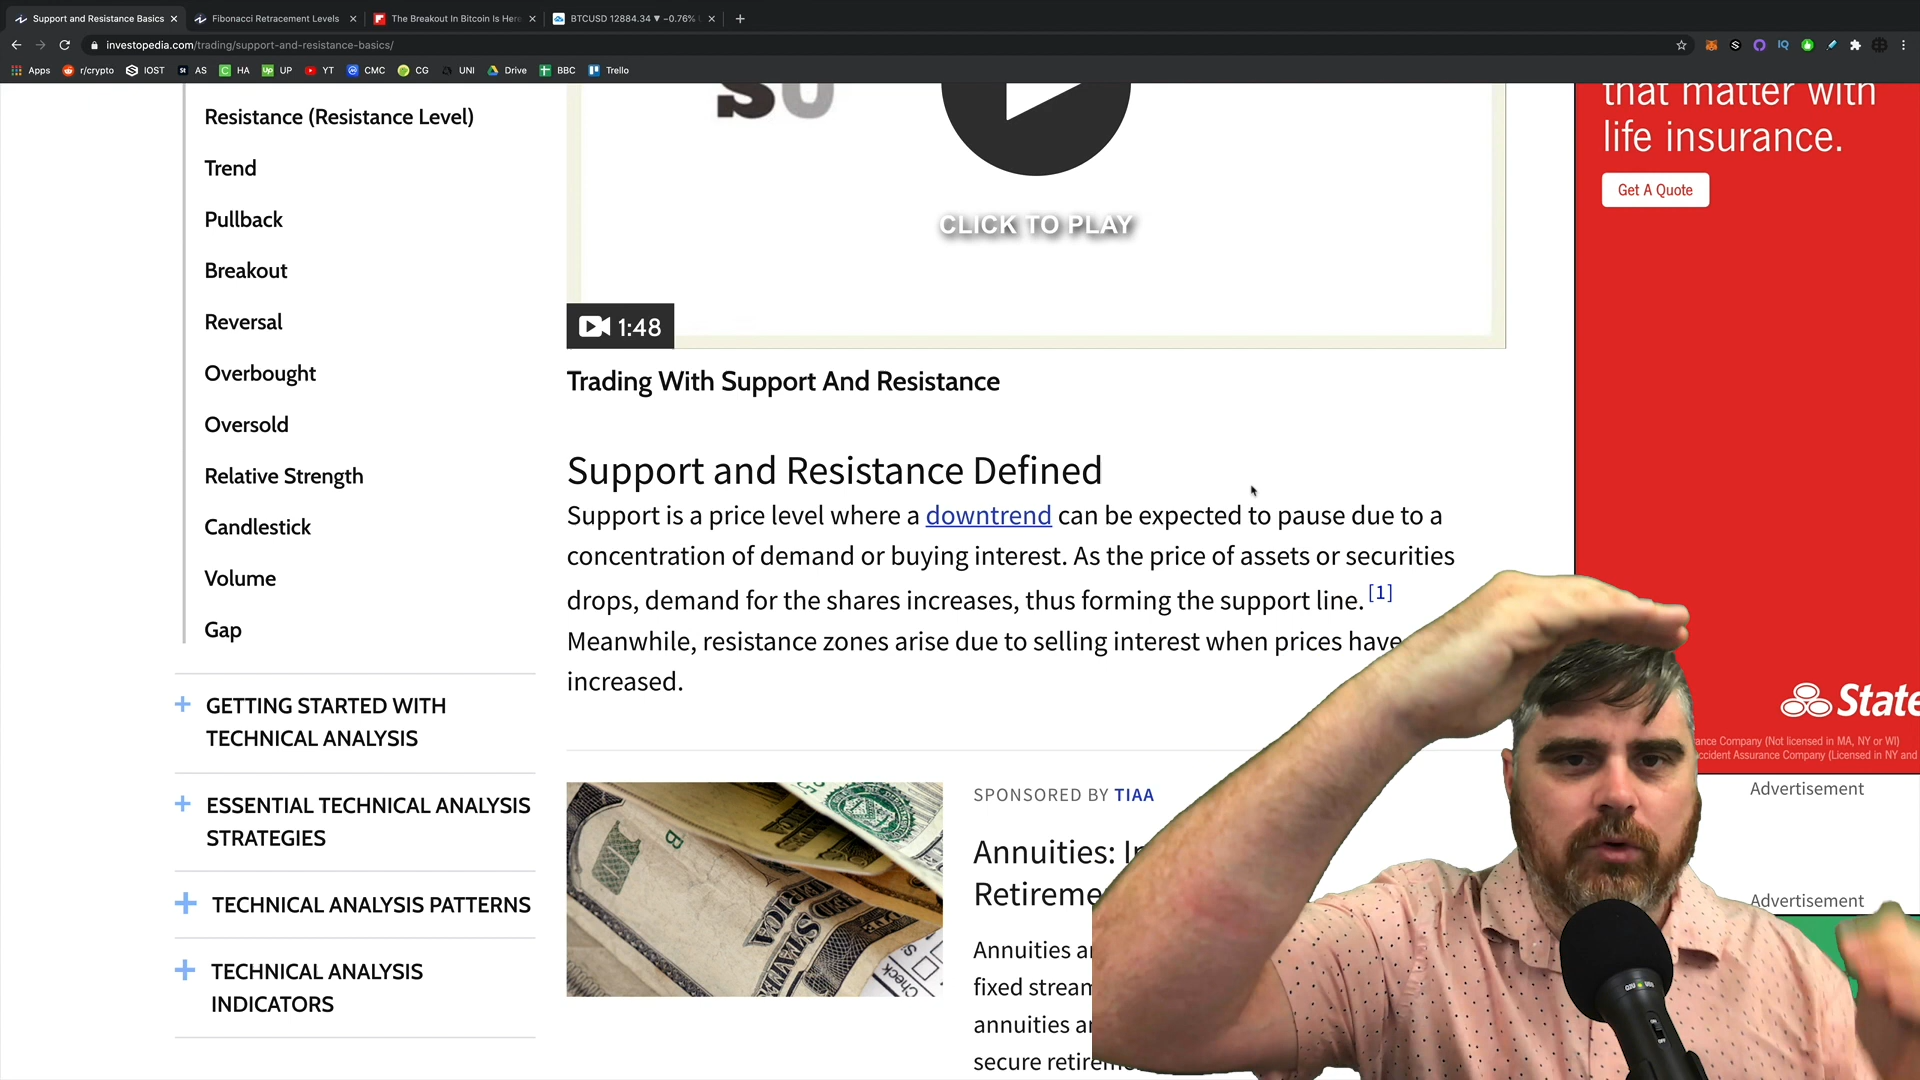 Support and Resistance Basics
Fibonacci Retracement Levels
The Breakout In Bitcoin Is Here
BTCUSD 12884.34 ▼ −0.76%
investopedia.com/trading/support-and-resistance-basics/
Apps r/crypto IOST AS HA UP YT CMC CG UNI Drive BBC Trello
Resistance (Resistance Level)
Trend
Pullback
Breakout
Reversal
Overbought
Oversold
Relative Strength
Candlestick
Volume
Gap
+ GETTING STARTED WITH
TECHNICAL ANALYSIS
+ ESSENTIAL TECHNICAL ANALYSIS
STRATEGIES
+ TECHNICAL ANALYSIS PATTERNS
+ TECHNICAL ANALYSIS
INDICATORS
CLICK TO PLAY
1:48
Trading With Support And Resistance
Support and Resistance Defined
Support is a price level where a downtrend can be expected to pause due to a
concentration of demand or buying interest. As the price of assets or securities
drops, demand for the shares increases, thus forming the support line. [1]
Meanwhile, resistance zones arise due to selling interest when prices have
increased.
SPONSORED BY TIAA
Annuities:
Retireme
Annuities
fixed stream
annuities
secure
that matter with
life insurance.
Get A Quote
State
Company (Not licensed in MA, NY or WI)
Assurance Company (Licensed in NY and
Advertisement
Advertisement